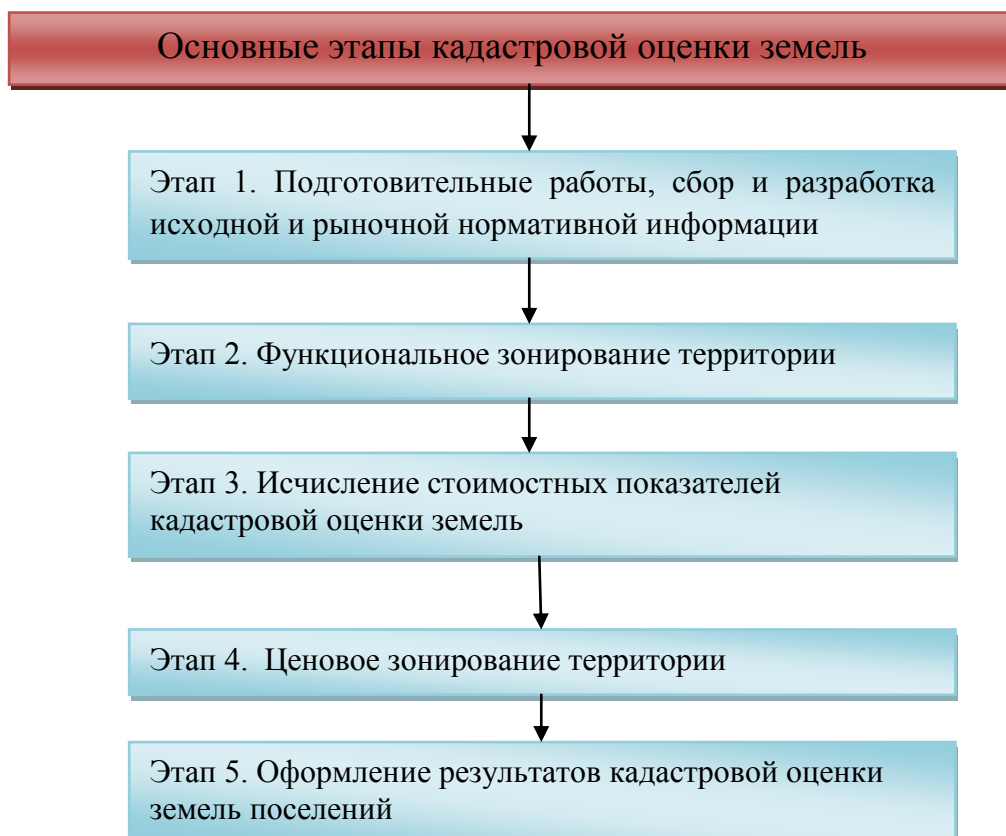 Основные этапы кадастровой оценки земель
Этап 1. Подготовительные работы, сбор и разработка
исходной и рыночной нормативной информации
Этап 2. Функциональное зонирование территории
Этап 3. Исчисление стоимостных показателей
кадастровой оценки земель
Этап 4. Ценовое зонирование территории
Этап 5. Оформление результатов кадастровой оценки
земель поселений